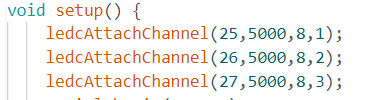 void setup() {
ledcAttachChannel(25,5000,8,1);
ledcAttachChannel(26,5000,8,2);
ledcAttachChannel(27,5000,8,3);